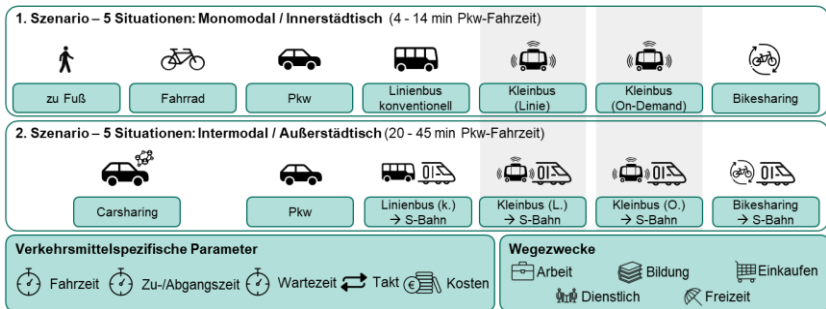 1. Szenario – 5 Situationen: Monomodal / Innerstädtisch (4 - 14 min Pkw-Fahrzeit)
zu Fuß
Fahrrad
Pkw
Linienbus
konventionell
Kleinbus
(Linie)
Kleinbus
(On-Demand)
Bikesharing
2. Szenario – 5 Situationen: Intermodal / Außerstädtisch (20 - 45 min Pkw-Fahrzeit)
Carsharing
Pkw
Linienbus (k.)
→ S-Bahn
Kleinbus (L.)
→ S-Bahn
Kleinbus (O.)
→ S-Bahn
Bikesharing
→ S-Bahn
Verkehrsmittelspezifische Parameter
Fahrzeit
Zu-/Abgangszeit
Wartezeit
Takt
Kosten
Wegezwecke
Arbeit
Bildung
Einkaufen
Dienstlich
Freizeit